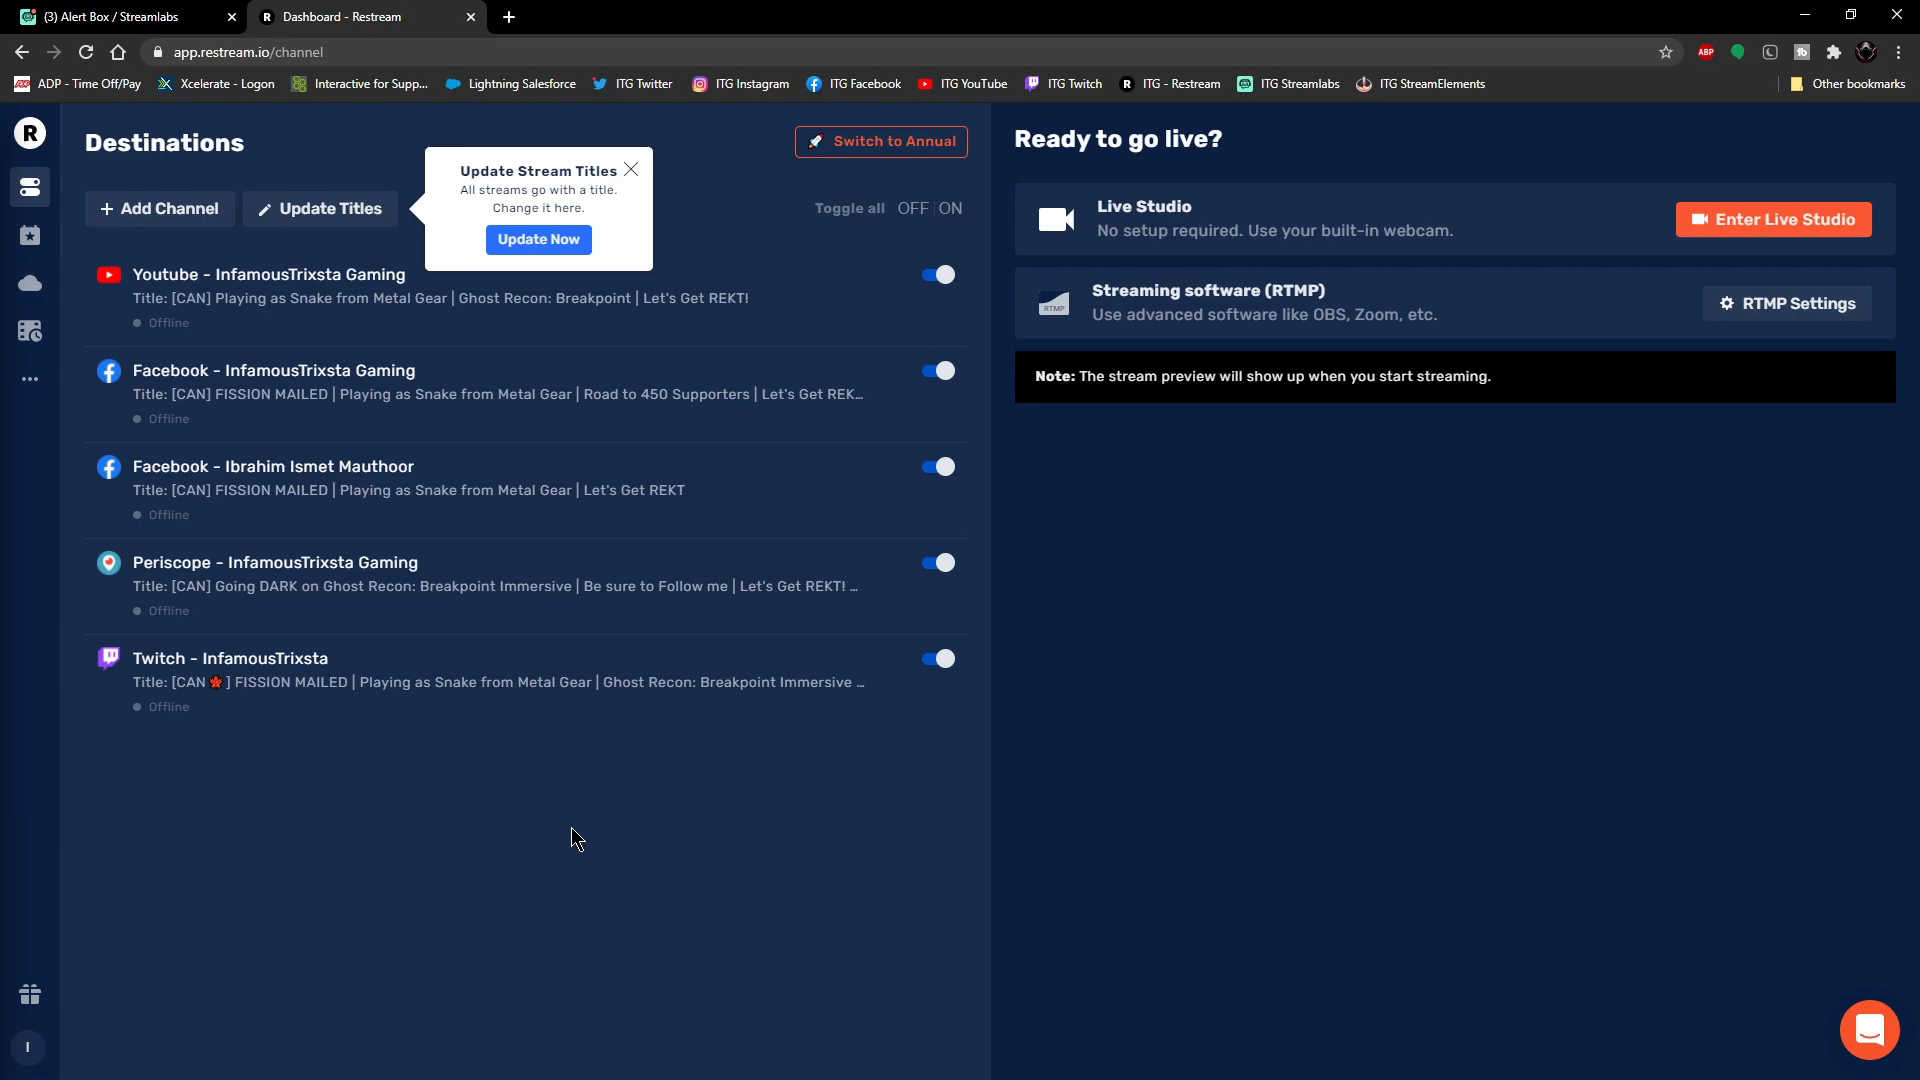 (3) Alert Box / Streamlabs
R Dashboard - Restream
app.restream.io/channel
ABP
ADP - Time Off/Pay
Xcelerate - Logon
Interactive for Supp...
Lightning Salesforce
ITG Twitter
ITG Instagram
ITG Facebook
ITG YouTube
ITG Twitch
R ITG - Restream
ITG Streamlabs
ITG StreamElements
Other bookmarks
R
Destinations
Switch to Annual
+ Add Channel
Update Titles
Update Stream Titles
All streams go with a title.
Change it here.
Update Now
Toggle all OFF ON
Youtube - InfamousTrixsta Gaming
Title: [CAN] Playing as Snake from Metal Gear | Ghost Recon: Breakpoint | Let's Get REKT!
Offline
Facebook - InfamousTrixsta Gaming
Title: [CAN] FISSION MAILED | Playing as Snake from Metal Gear | Road to 450 Supporters | Let's Get REK...
Offline
Facebook - Ibrahim Ismet Mauthoor
Title: [CAN] FISSION MAILED | Playing as Snake from Metal Gear | Let's Get REKT
Offline
Periscope - InfamousTrixsta Gaming
Title: [CAN] Going DARK on Ghost Recon: Breakpoint Immersive | Be sure to Follow me | Let's Get REKT! ...
Offline
Twitch - InfamousTrixsta
Title: [CAN🍁] FISSION MAILED | Playing as Snake from Metal Gear | Ghost Recon: Breakpoint Immersive ...
Offline
I
Ready to go live?
Live Studio
No setup required. Use your built-in webcam.
Enter Live Studio
RTMP
Streaming software (RTMP)
Use advanced software like OBS, Zoom, etc.
RTMP Settings
Note: The stream preview will show up when you start streaming.